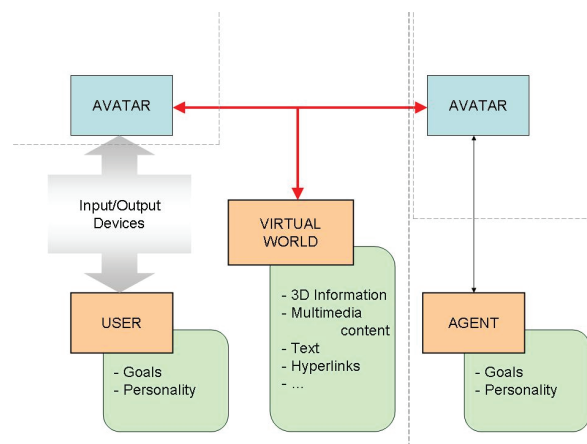 AVATAR
AVATAR
Input/Output
Devices
VIRTUAL
WORLD
- 3D Information
- Multimedia
content
- Text
- Hyperlinks
- ...
USER
- Goals
- Personality
AGENT
- Goals
- Personality